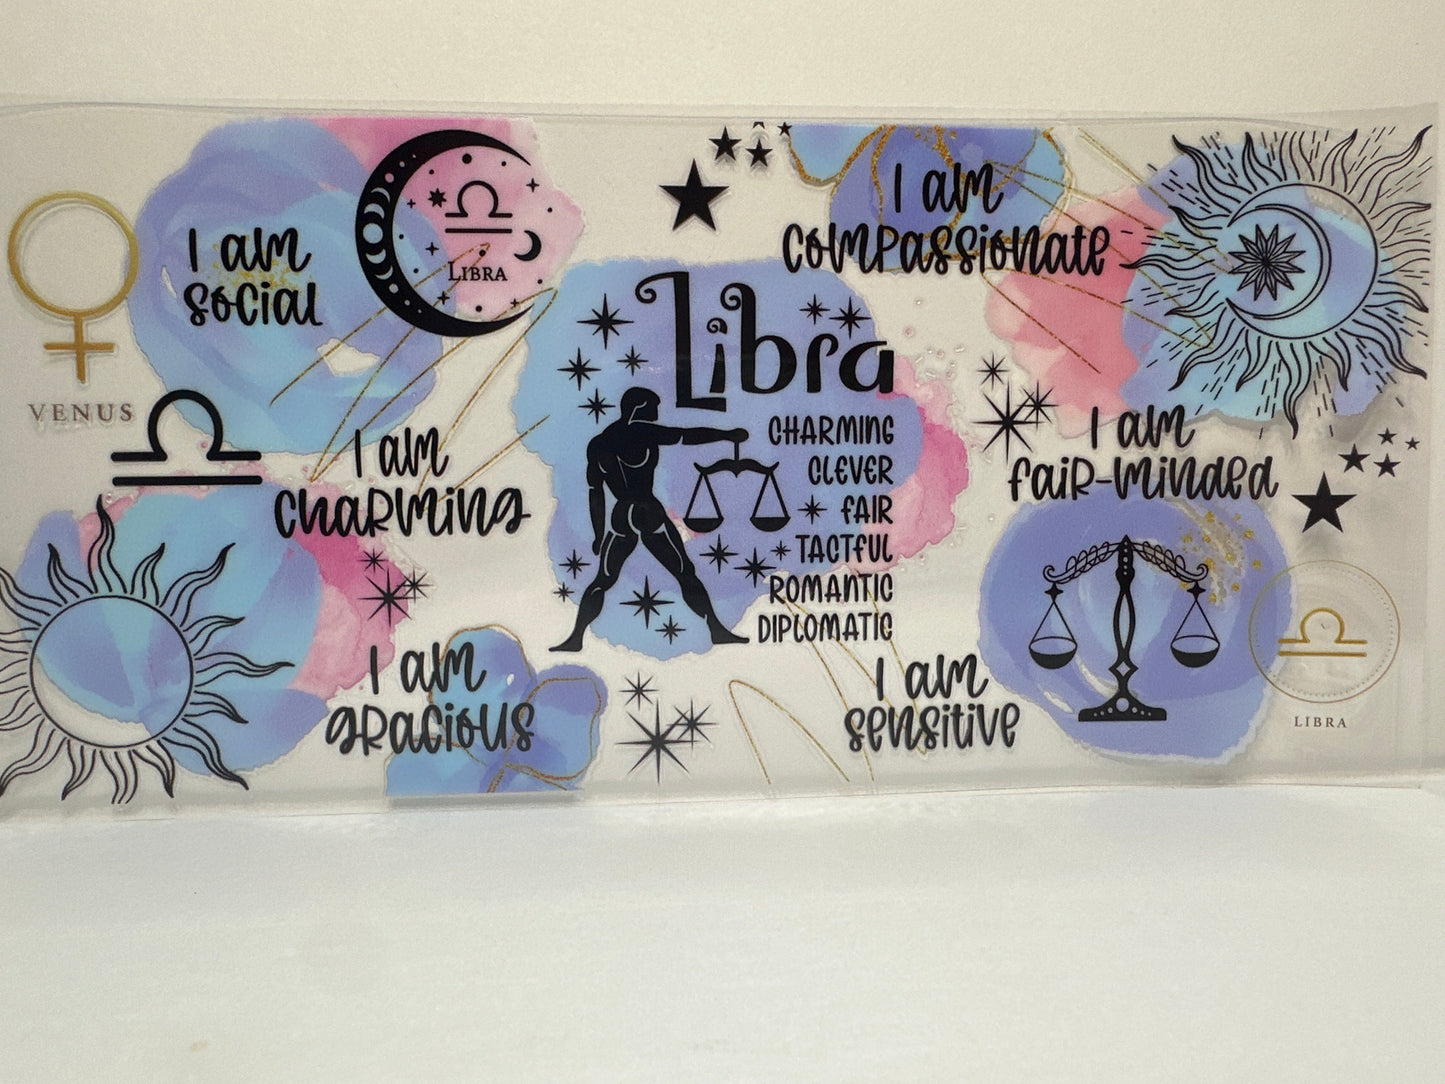 VENUS
I am
social
LIBRA
I am
charming
I am
gracious
Libra
CHARMING
CLEVER
FAIR
TACTFUL
ROMANTIC
DIPLOMATIC
I am
compassionate
I am
fair-minded
I am
sensitive
LIBRA